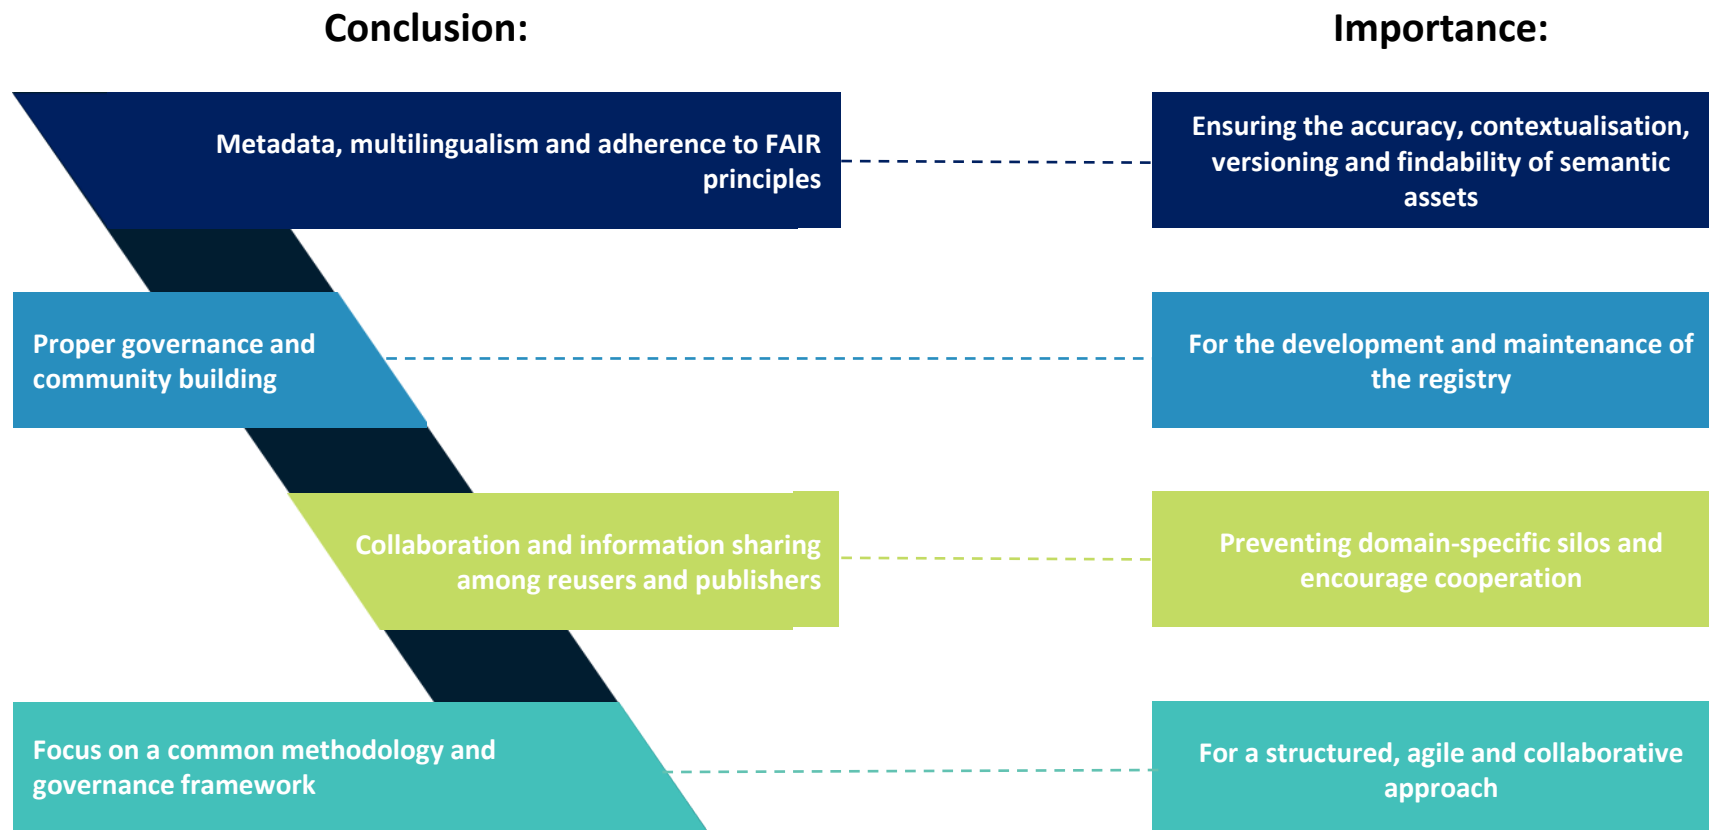 Conclusion:
Importance:
Metadata, multilingualism and adherence to FAIR
principles
Ensuring the accuracy, contextualisation,
versioning and findability of semantic
assets
Proper governance and
community building
For the development and maintenance of
the registry
Collaboration and information sharing
among reusers and publishers
Preventing domain-specific silos and
encourage cooperation
Focus on a common methodology and
governance framework
For a structured, agile and collaborative
approach